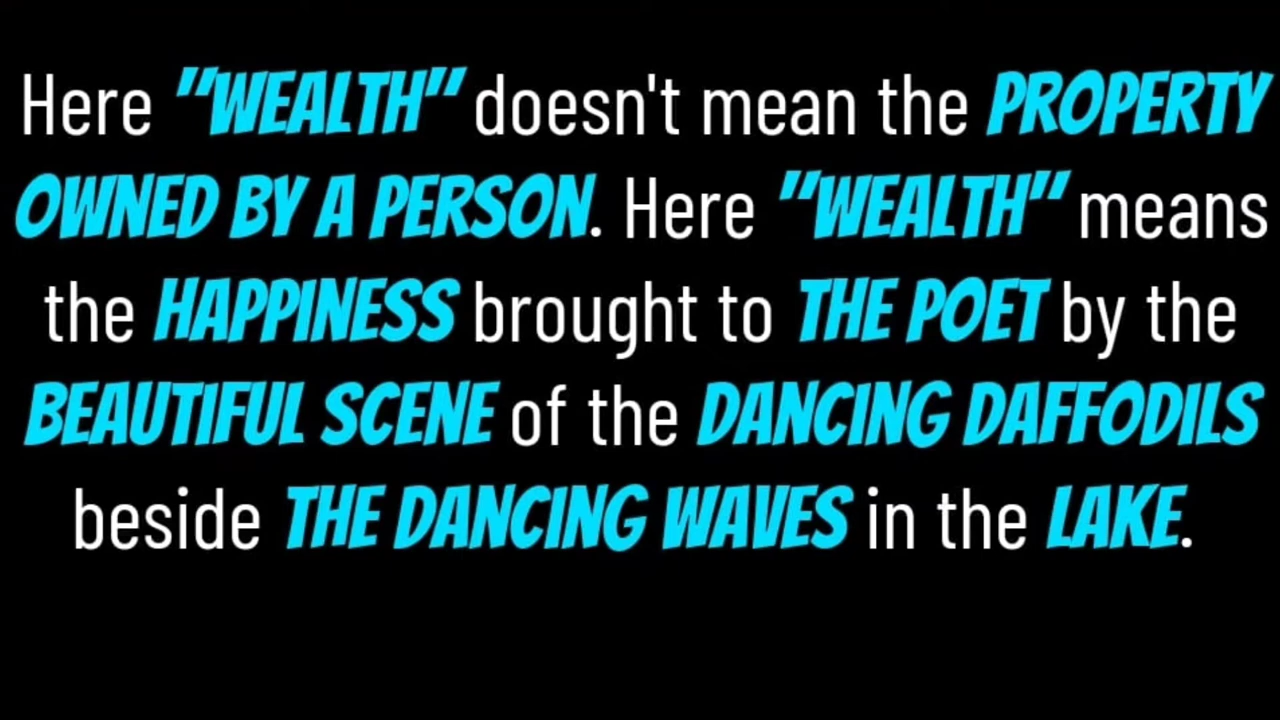 Here "WEALTH" doesn't mean the PROPERTY
OWNED BY A PERSON. Here "WEALTH" means
the HAPPINESS brought to THE POET by the
BEAUTIFUL SCENE of the DANCING DAFFODILS
beside THE DANCING WAVES in the LAKE.